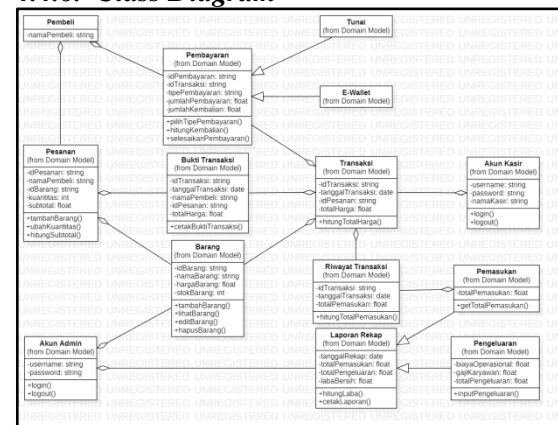 Class Diagram
Pembeli
-namaPembeli: string
Tunai
(from Domain Model)
Pembayaran
(from Domain Model)
-idPembayaran: string
-idTransaksi: string
-tipePembayaran: string
-jumlahPembayaran: float
-jumlahKembalian: float
+pilihTipePembayaran()
+hitungKembalian()
+selesaikanPembayaran()
E-Wallet
(from Domain Model)
Pesanan
(from Domain Model)
-idPesanan: string
-namaPembeli: string
-idBarang: string
-kuantitas: int
-subtotal: float
+tambahBarang()
+ubahKuantitas()
+hitungSubtotal()
Bukti Transaksi
(from Domain Model)
-idTransaksi: string
-tanggalTransaksi: date
-namaPembeli: string
-idPesanan: string
-totalHarga: float
+cetakBuktiTransaksi()
Transaksi
(from Domain Model)
-idTransaksi: string
-tanggalTransaksi: date
-idPesanan: string
-totalHarga: float
+hitungTotalHarga()
Akun Kasir
(from Domain Model)
-username: string
-password: string
-namaKasir: string
+login()
+logout()
Barang
(from Domain Model)
-idBarang: string
-namaBarang: string
-hargaBarang: float
-stokBarang: int
+tambahBarang()
+lihatBarang()
+editBarang()
+hapusBarang()
Riwayat Transaksi
(from Domain Model)
-idTransaksi: string
-tanggalTransaksi: date
-totalPemasukan: float
+hitungTotalPemasukan()
Pemasukan
(from Domain Model)
-totalPemasukan: float
+getTotalPemasukan()
Akun Admin
(from Domain Model)
-username: string
-password: string
+login()
+logout()
Laporan Rekap
(from Domain Model)
-tanggalRekap: date
-totalPemasukan: float
-totalPengeluaran: float
-labaBersih: float
+hitungLaba()
+cetakLaporan()
Pengeluaran
(from Domain Model)
-biayaOperasional: float
-gajiKaryawan: float
-totalPengeluaran: float
+inputPengeluaran()
UNREGISTERED